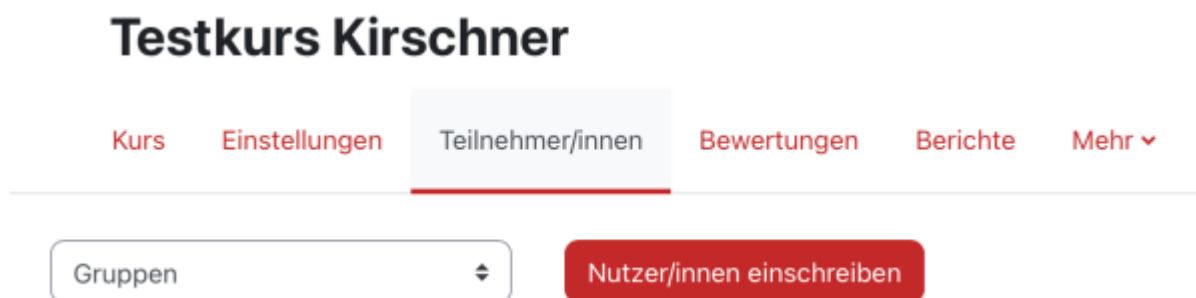 Testkurs Kirschner
Kurs Einstellungen Teilnehmer/innen Bewertungen Berichte Mehr
Gruppen Nutzer/innen einschreiben